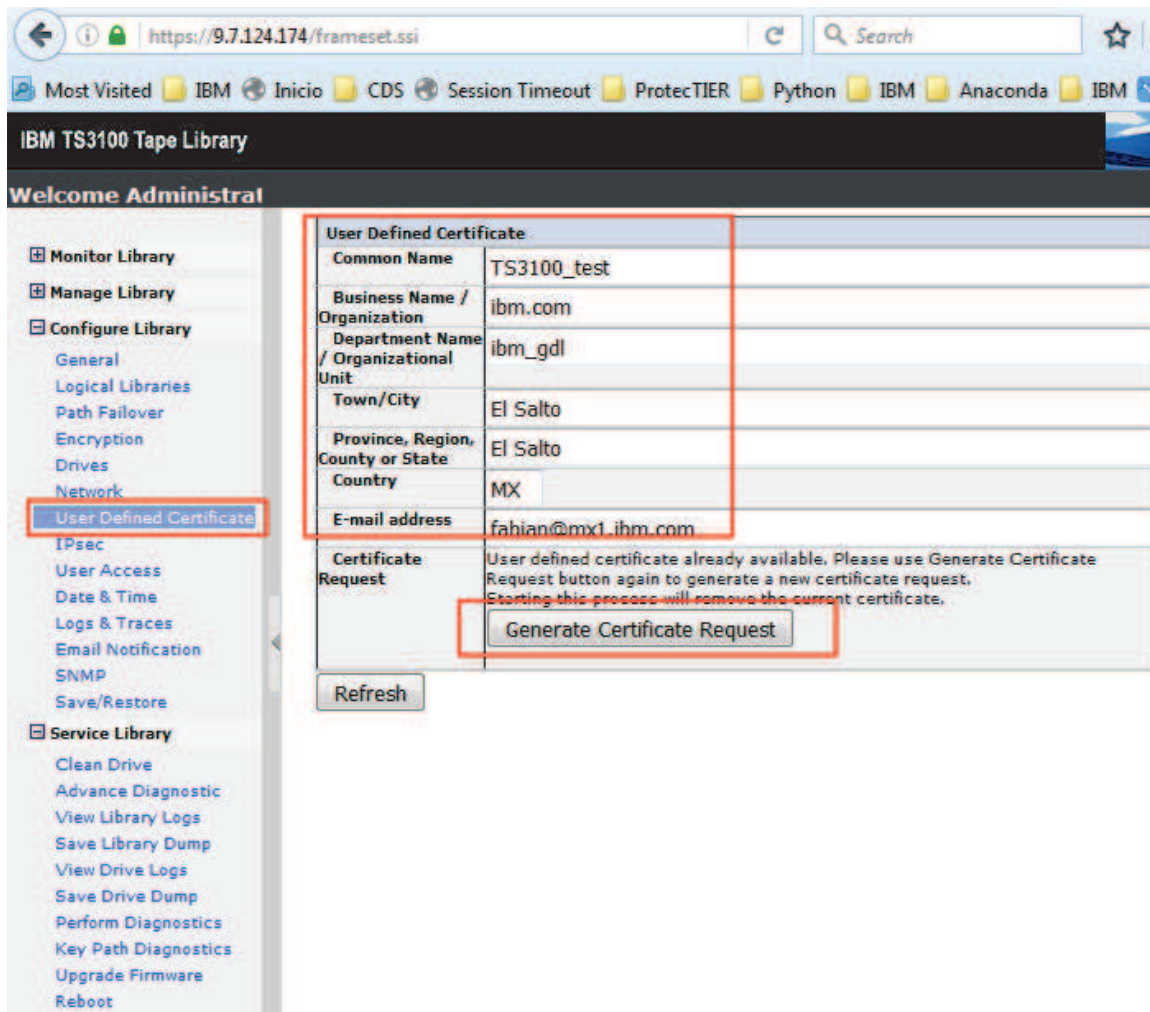 https://9.7.124.174/frameset.ssi
Search
Most Visited IBM Inicio CDS Session Timeout ProtecTIER Python IBM Anaconda IBM
IBM TS3100 Tape Library
Welcome Administrat
Monitor Library
Manage Library
Configure Library
General
Logical Libraries
Path Failover
Encryption
Drives
Network
User Defined Certificate
IPsec
User Access
Date & Time
Logs & Traces
Email Notification
SNMP
Save/Restore
Service Library
Clean Drive
Advance Diagnostic
View Library Logs
Save Library Dump
View Drive Logs
Save Drive Dump
Perform Diagnostics
Key Path Diagnostics
Upgrade Firmware
Reboot
User Defined Certificate
Common Name
TS3100_test
Business Name /
Organization
ibm.com
Department Name
/ Organizational
Unit
ibm_gdl
Town/City
El Salto
Province, Region,
County or State
El Salto
Country
MX
E-mail address
fabian@mx1.ibm.com
Certificate
Request
User defined certificate already available. Please use Generate Certificate
Request button again to generate a new certificate request.
Starting this process will remove the current certificate.
Generate Certificate Request
Refresh